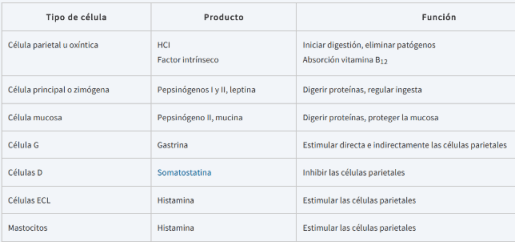 Tipo de célula Producto Función
Célula parietal u oxíntica HCl Iniciar digestión, eliminar patógenos
Factor intrínseco Absorción vitamina B12
Célula principal o zimógena Pepsinógenos I y II, leptina Digerir proteínas, regular ingesta
Célula mucosa Pepsinógeno II, mucina Digerir proteínas, proteger la mucosa
Célula G Gastrina Estimular directa e indirectamente las células parietales
Células D Somatostatina Inhibir las células parietales
Células ECL Histamina Estimular las células parietales
Mastocitos Histamina Estimular las células parietales